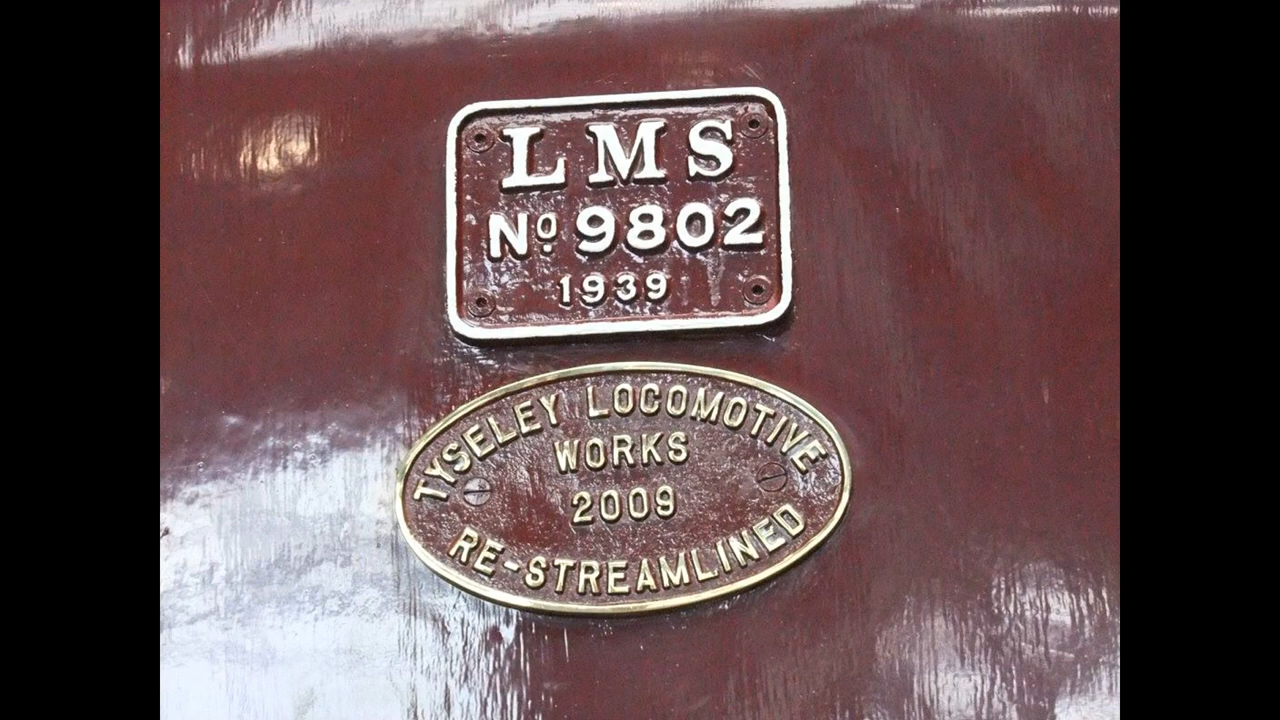 LMS
Nº 9802
1939
TYSELEY LOCOMOTIVE
WORKS
2009
RE-STREAMLINED